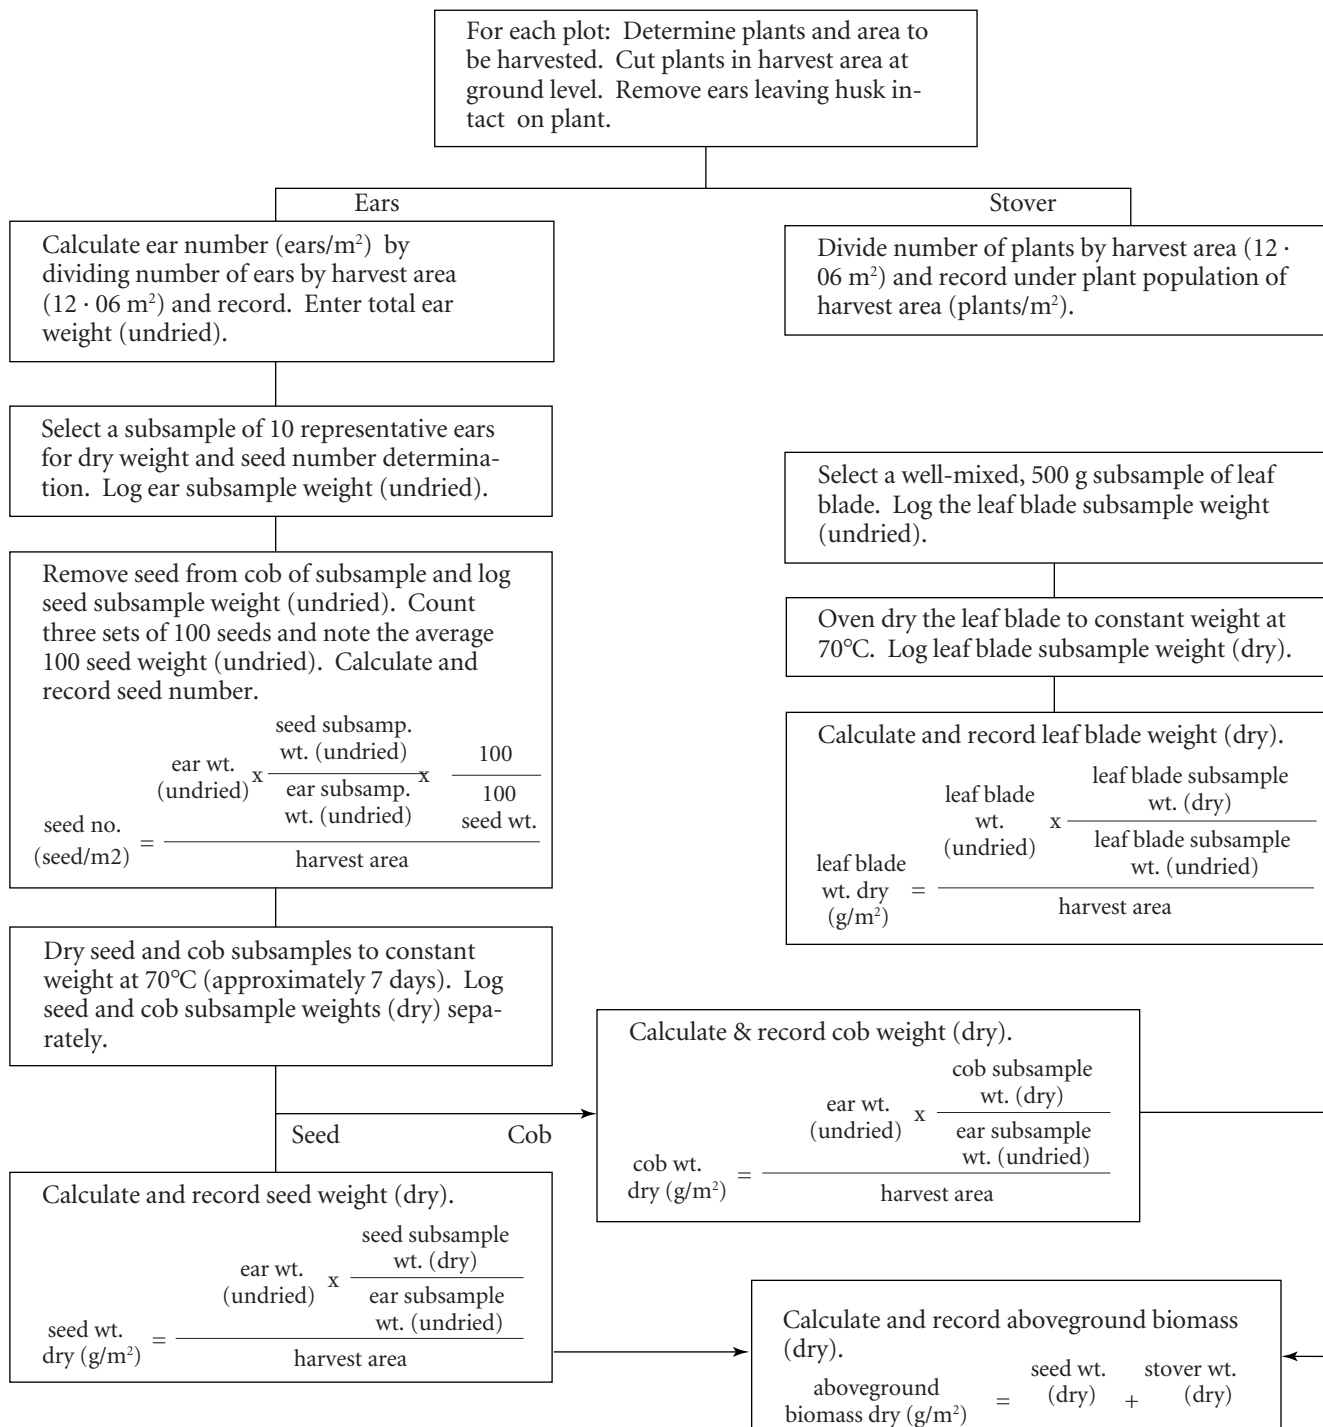 For each plot: Determine plants and area to
be harvested. Cut plants in harvest area at
ground level. Remove ears leaving husk in-
tact on plant.
Ears
Stover
Calculate ear number (ears/m²) by
dividing number of ears by harvest area
(12 · 06 m²) and record. Enter total ear
weight (undried).
Divide number of plants by harvest area (12 ·
06 m²) and record under plant population of
harvest area (plants/m²).
Select a subsample of 10 representative ears
for dry weight and seed number determina-
tion. Log ear subsample weight (undried).
Select a well-mixed, 500 g subsample of leaf
blade. Log the leaf blade subsample weight
(undried).
Remove seed from cob of subsample and log
seed subsample weight (undried). Count
three sets of 100 seeds and note the average
100 seed weight (undried). Calculate and
record seed number.
seed subsamp.
wt. (undried)
ear wt.
(undried)
x
ear subsamp.
wt. (undried)
x
100
100
seed wt.
seed no.
(seed/m2)
=
harvest area
Oven dry the leaf blade to constant weight at
70°C. Log leaf blade subsample weight (dry).
Calculate and record leaf blade weight (dry).
leaf blade
wt.
(undried)
x
leaf blade subsample
wt. (dry)
leaf blade subsample
wt. (undried)
leaf blade
wt. dry
(g/m²)
=
harvest area
Dry seed and cob subsamples to constant
weight at 70°C (approximately 7 days). Log
seed and cob subsample weights (dry) sepa-
rately.
Seed
Cob
Calculate & record cob weight (dry).
ear wt.
(undried)
x
cob subsample
wt. (dry)
ear subsample
wt. (undried)
cob wt.
dry (g/m²)
=
harvest area
Calculate and record seed weight (dry).
ear wt.
(undried)
x
seed subsample
wt. (dry)
ear subsample
wt. (undried)
seed wt.
dry (g/m²)
=
harvest area
Calculate and record aboveground biomass
(dry).
aboveground
biomass dry (g/m²)
=
seed wt.
(dry)
+
stover wt.
(dry)